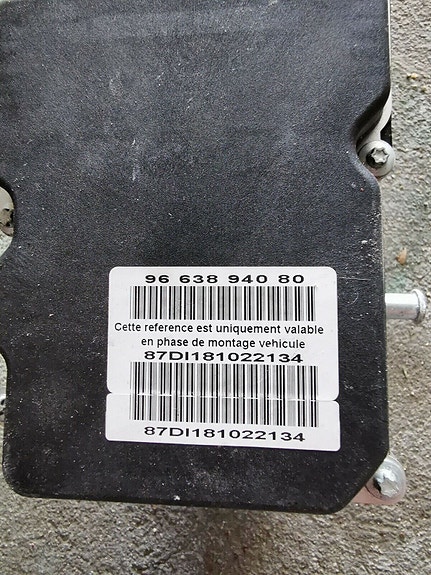 96 638 940 80
Cette reference est uniquement valable
en phase de montage vehicule
87DI181022134
87DI181022134